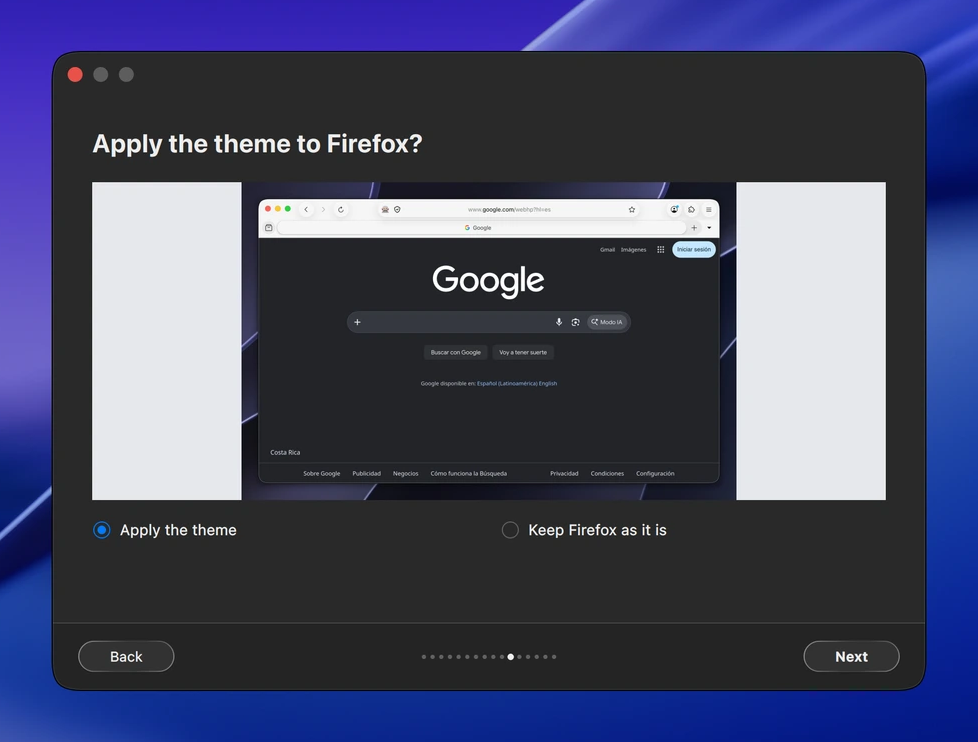 Apply the theme to Firefox?
www.google.com/webhp?hl=es
Google
Gmail Imágenes Iniciar sesión
Google
Modo IA
Buscar con Google Voy a tener suerte
Google disponible en: Español (Latinoamérica) English
Costa Rica
Sobre Google Publicidad Negocios Cómo funciona la Búsqueda Privacidad Condiciones Configuración
Apply the theme Keep Firefox as it is
Back Next